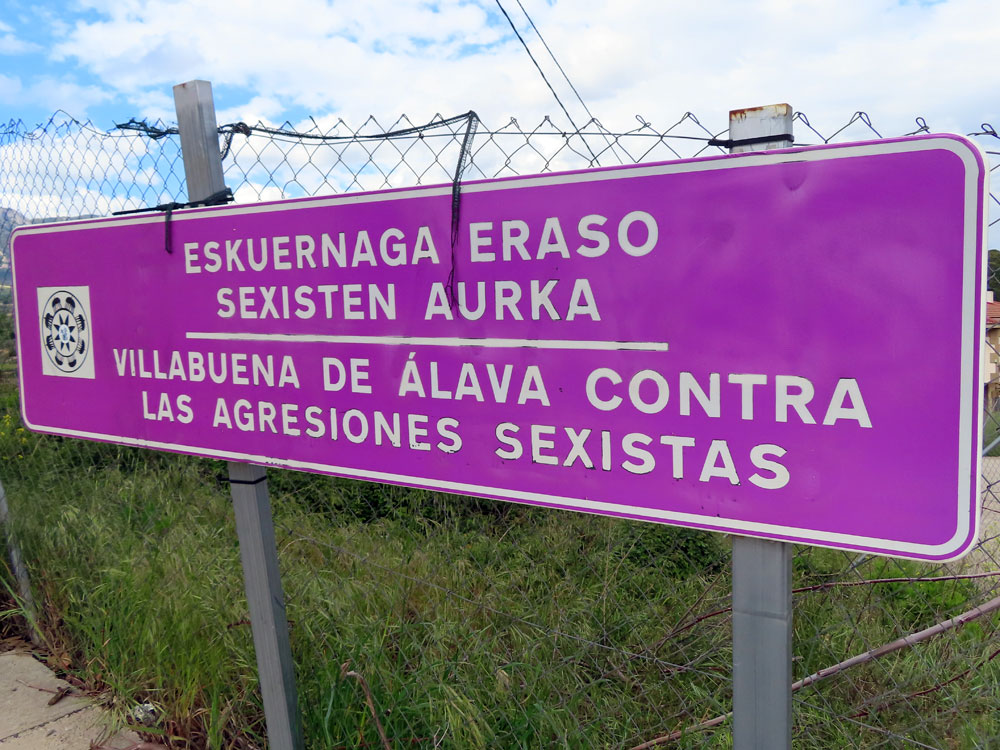 ESKUERNAGA ERASO
SEXISTEN AURKA
VILLABUENA DE ÁLAVA CONTRA
LAS AGRESIONES SEXISTAS